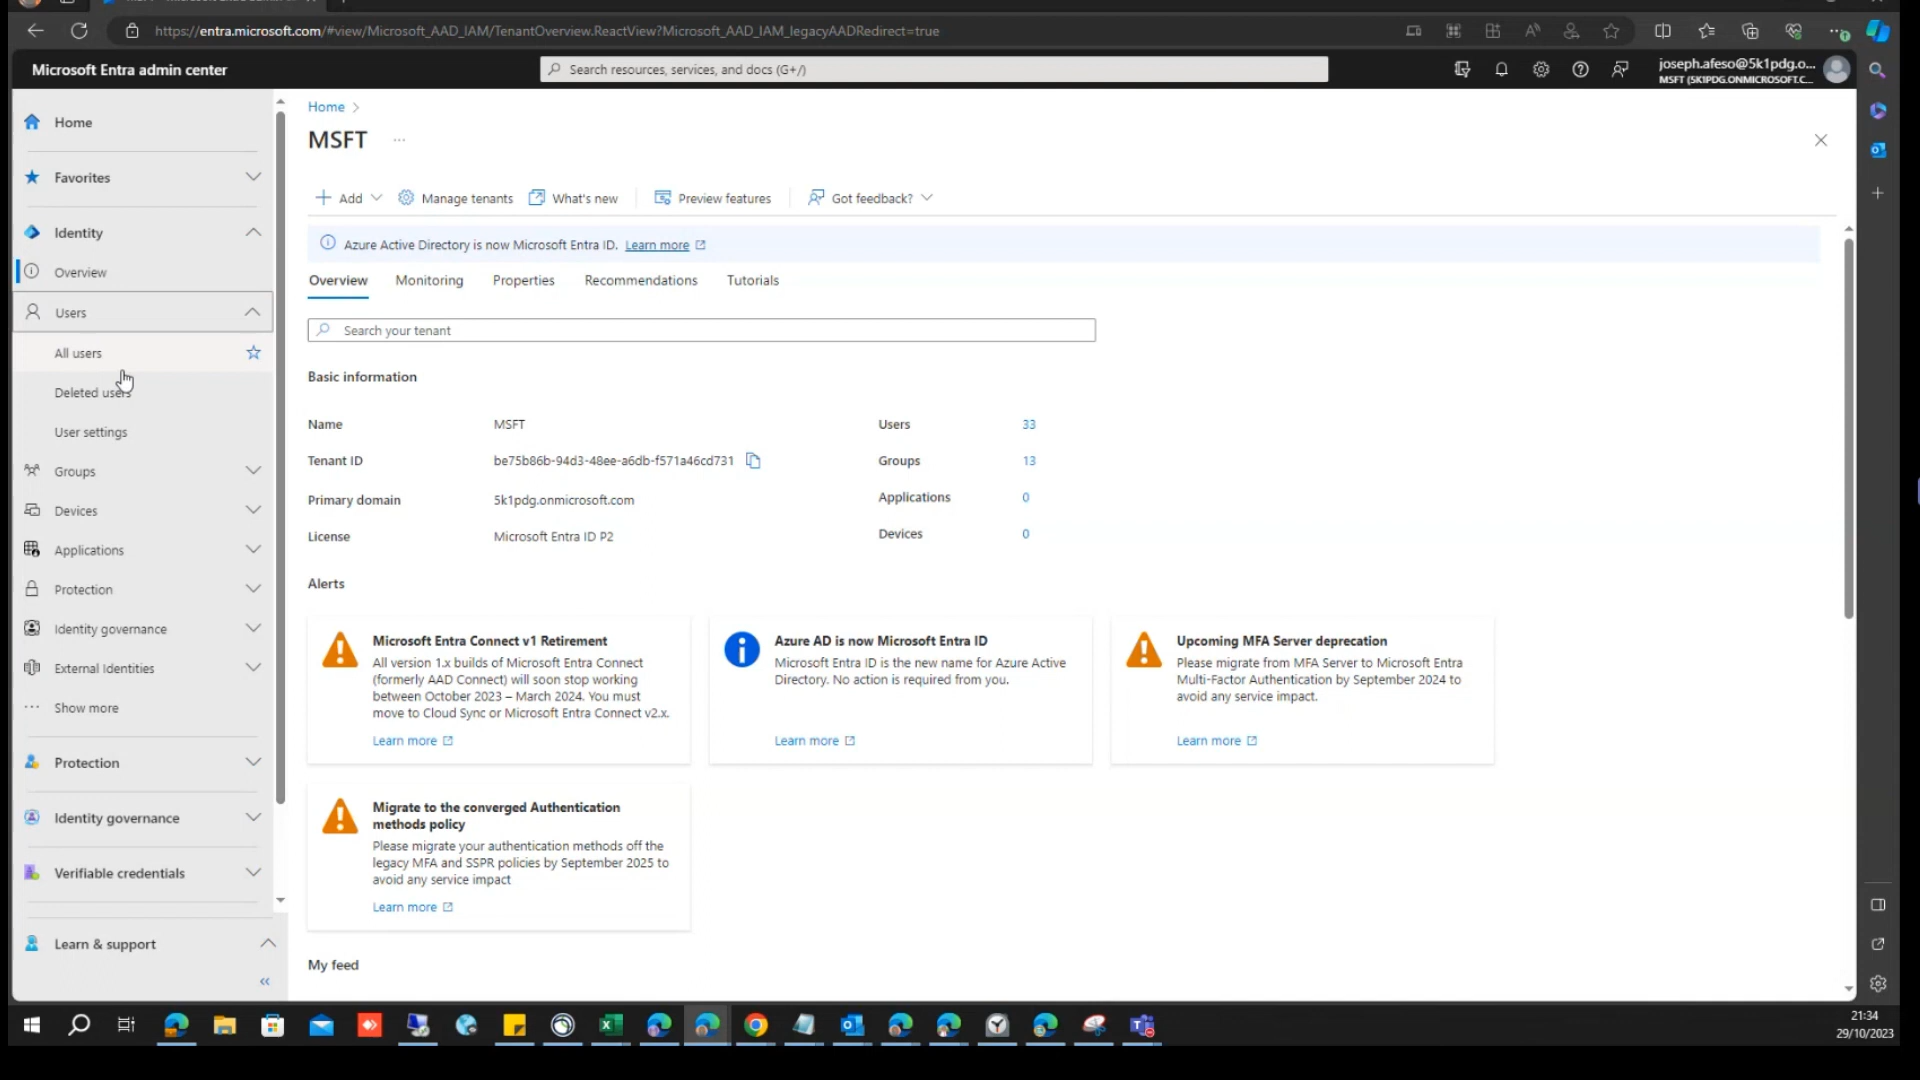 https://entra.microsoft.com/#view/Microsoft_AAD_IAM/TenantOverview.ReactView?Microsoft_AAD_IAM_legacyAADRedirect=true
Microsoft Entra admin center
Search resources, services, and docs (G+/)
joseph.afeso@5k1pdg.o...
MSFT (5K1PDG.ONMICROSOFT.C...
Home
Favorites
Identity
Overview
Users
All users
Deleted users
User settings
Groups
Devices
Applications
Protection
Identity governance
External Identities
Show more
Protection
Identity governance
Verifiable credentials
Learn & support
Home
MSFT
Add
Manage tenants
What's new
Preview features
Got feedback?
Azure Active Directory is now Microsoft Entra ID. Learn more
Overview
Monitoring
Properties
Recommendations
Tutorials
Search your tenant
Basic information
Name MSFT
Tenant ID be75b86b-94d3-48ee-a6db-f571a46cd731
Primary domain 5k1pdg.onmicrosoft.com
License Microsoft Entra ID P2
Users 33
Groups 13
Applications 0
Devices 0
Alerts
Microsoft Entra Connect v1 Retirement
All version 1.x builds of Microsoft Entra Connect
(formerly AAD Connect) will soon stop working
between October 2023 – March 2024. You must
move to Cloud Sync or Microsoft Entra Connect v2.x.
Learn more
Azure AD is now Microsoft Entra ID
Microsoft Entra ID is the new name for Azure Active
Directory. No action is required from you.
Learn more
Upcoming MFA Server deprecation
Please migrate from MFA Server to Microsoft Entra
Multi-Factor Authentication by September 2024 to
avoid any service impact.
Learn more
Migrate to the converged Authentication
methods policy
Please migrate your authentication methods off the
legacy MFA and SSPR policies by September 2025 to
avoid any service impact
Learn more
My feed
21:34
29/10/2023